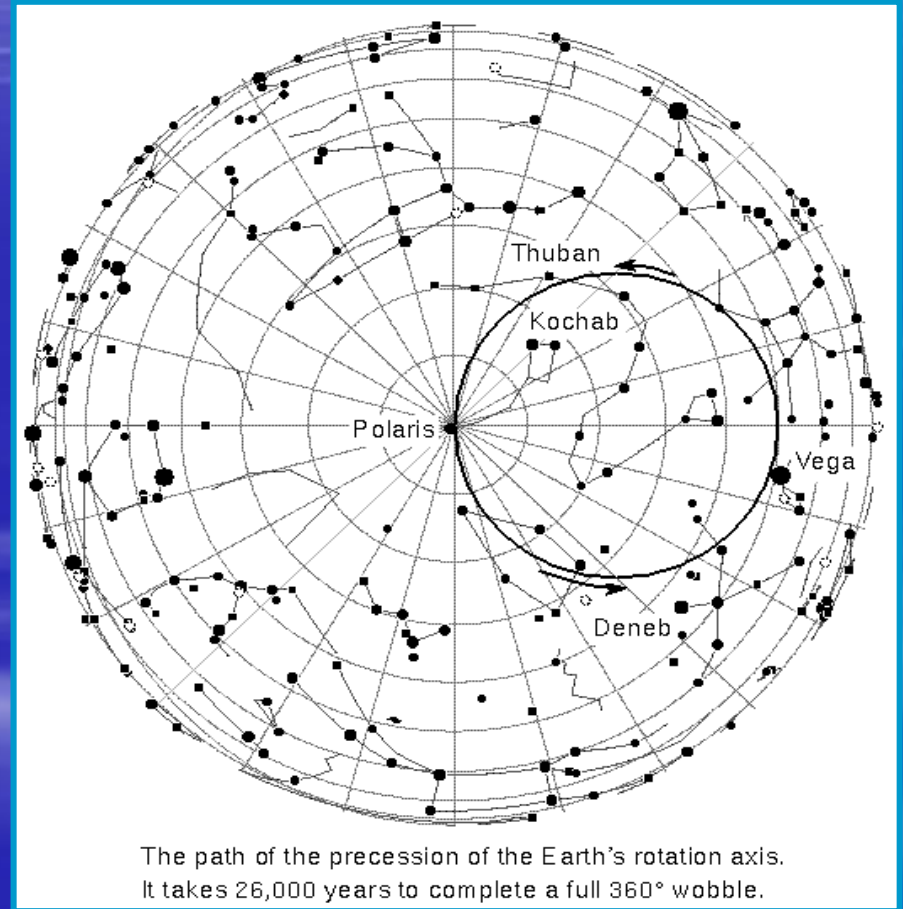 Thuban
Kochab
Polaris
Vega
Deneb
The path of the precession of the Earth's rotation axis.
It takes 26,000 years to complete a full 360° wobble.